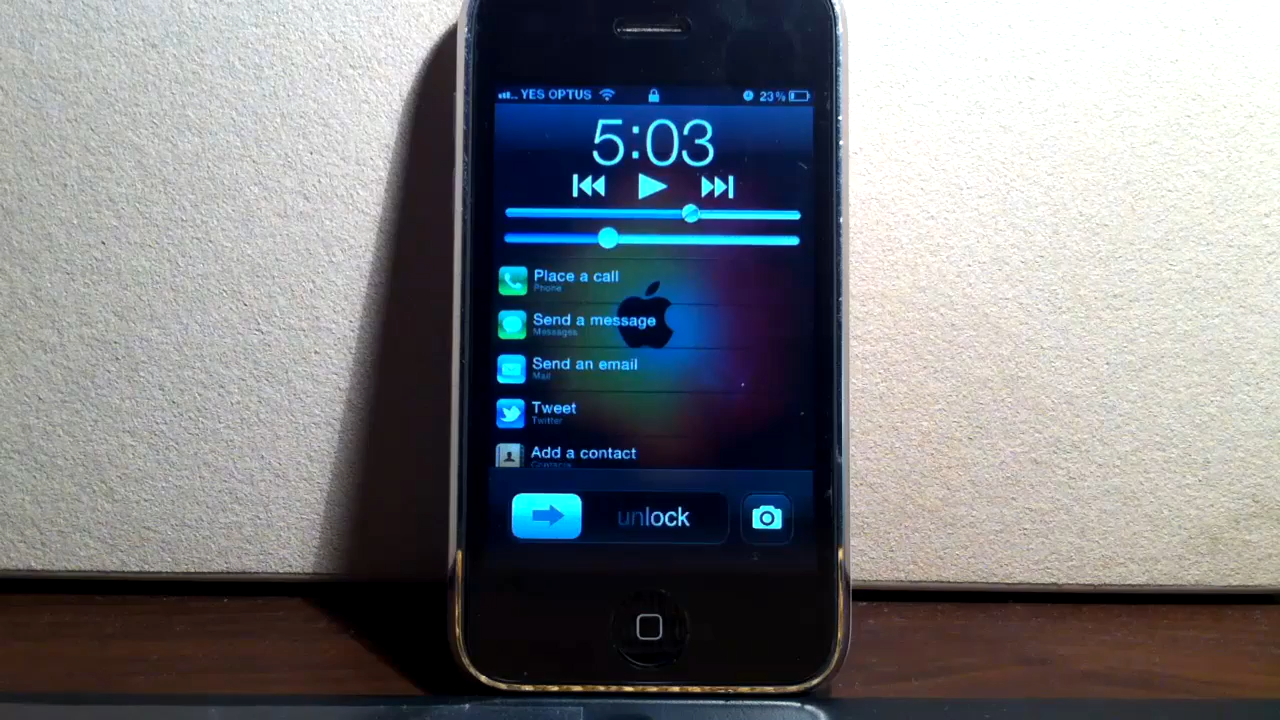 YES OPTUS
23%
5:03
Place a call
Phone
Send a message
Messages
Send an email
Mail
Tweet
Twitter
Add a contact
Contacts
unlock